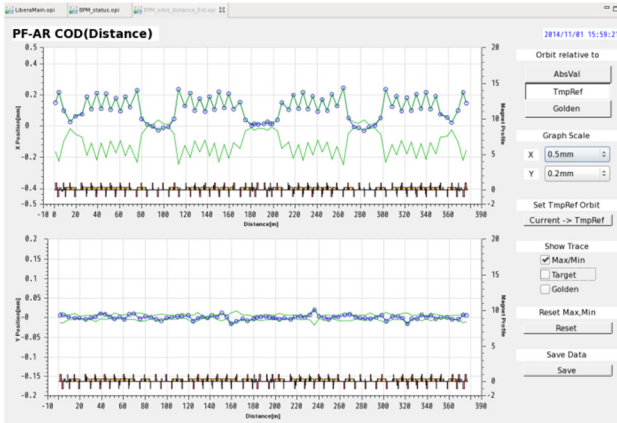 LiberaMain.opi BPM_status.opi BPM_orbit_distance_Ext.opi
PF-AR COD(Distance)
2014/11/01 15:59:21
Orbit relative to
AbsVal
TmpRef
Golden
Graph Scale
X 0.5mm
Y 0.2mm
Set TmpRef Orbit
Current -> TmpRef
Show Trace
Max/Min
Target
Golden
Reset Max,Min
Reset
Save Data
Save
X Position[mm]
0.5
0.4
0.2
0
-0.2
-0.4
-0.5
Magnet Profile
20
15
10
5
0
-2
-10 0 20 40 60 80 100 120 140 160 180 200 220 240 260 280 300 320 340 360 390
Distance[m]
Y Position[mm]
0.2
0.15
0.1
0.05
-0
-0.05
-0.1
-0.15
-0.2
Magnet Profile
20
15
10
5
0
-2
-10 20 40 60 80 100 120 140 160 180 200 220 240 260 280 300 320 340 360 390
Distance[m]